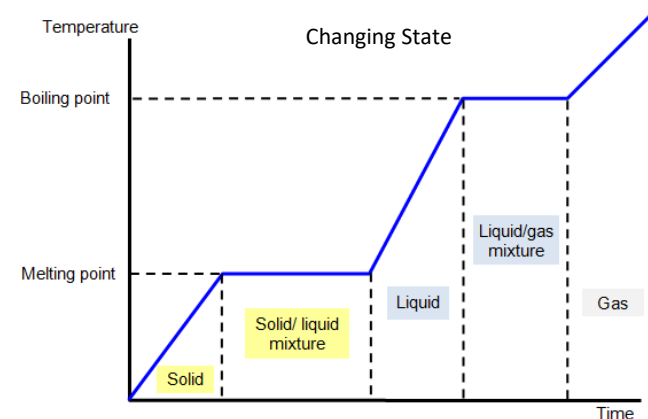 Changing State
Temperature
Boiling point
Melting point
Solid
Solid/ liquid
mixture
Liquid
Liquid/gas
mixture
Gas
Time